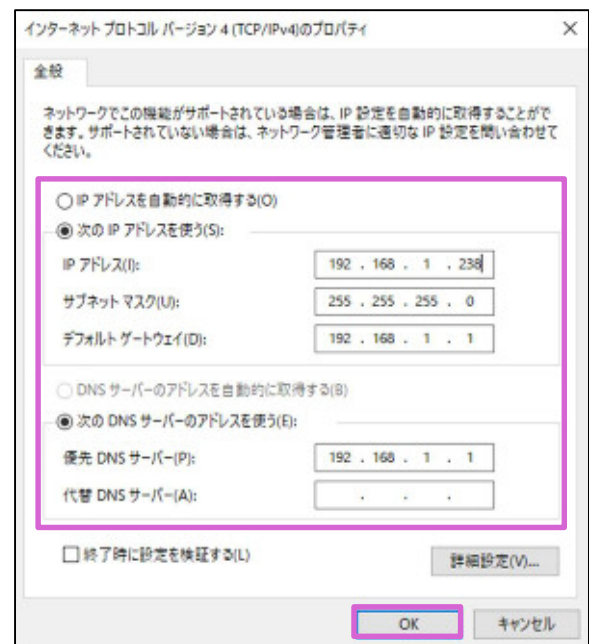 インターネット プロトコル バージョン 4 (TCP/IPv4)のプロパティ
全般
ネットワークでこの機能がサポートされている場合は、IP 設定を自動的に取得することがで
きます。サポートされていない場合は、ネットワーク管理者に適切な IP 設定を問い合わせて
ください。
IP アドレスを自動的に取得する(O)
次の IP アドレスを使う(S):
IP アドレス(I): 192 . 168 . 1 . 238
サブネット マスク(U): 255 . 255 . 255 . 0
デフォルト ゲートウェイ(D): 192 . 168 . 1 . 1
DNS サーバーのアドレスを自動的に取得する(B)
次の DNS サーバーのアドレスを使う(E):
優先 DNS サーバー(P): 192 . 168 . 1 . 1
代替 DNS サーバー(A): . . .
終了時に設定を検証する(L)
詳細設定(V)...
OK キャンセル